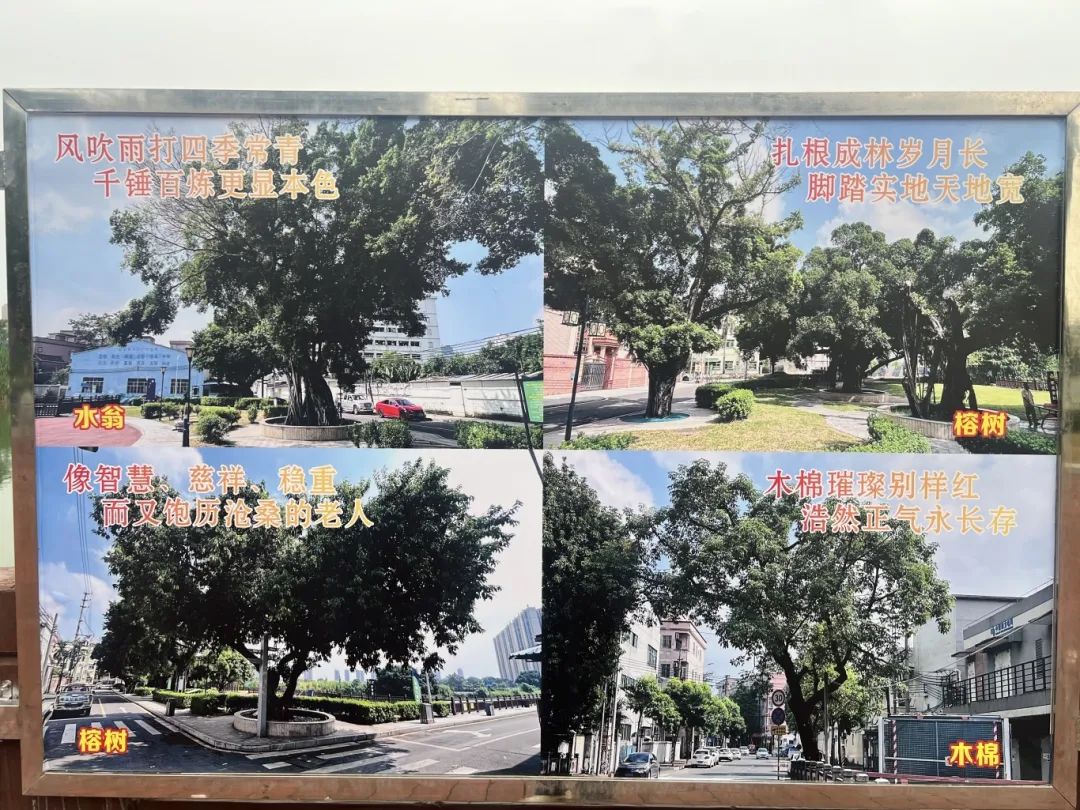 风吹雨打四季常青
千锤百炼更显本色
水翁
扎根成林岁月长
脚踏实地天地宽
榕树
像智慧、慈祥、稳重
而又饱历沧桑的老人
榕树
木棉璀璨别样红
浩然正气永长存
木棉